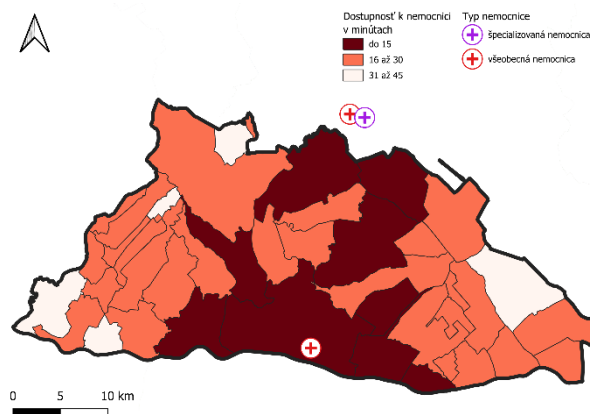 Dostupnosť k nemocnici
v minútach
do 15
16 až 30
31 až 45
Typ nemocnice
špecializovaná nemocnica
všeobecná nemocnica
0 5 10 km